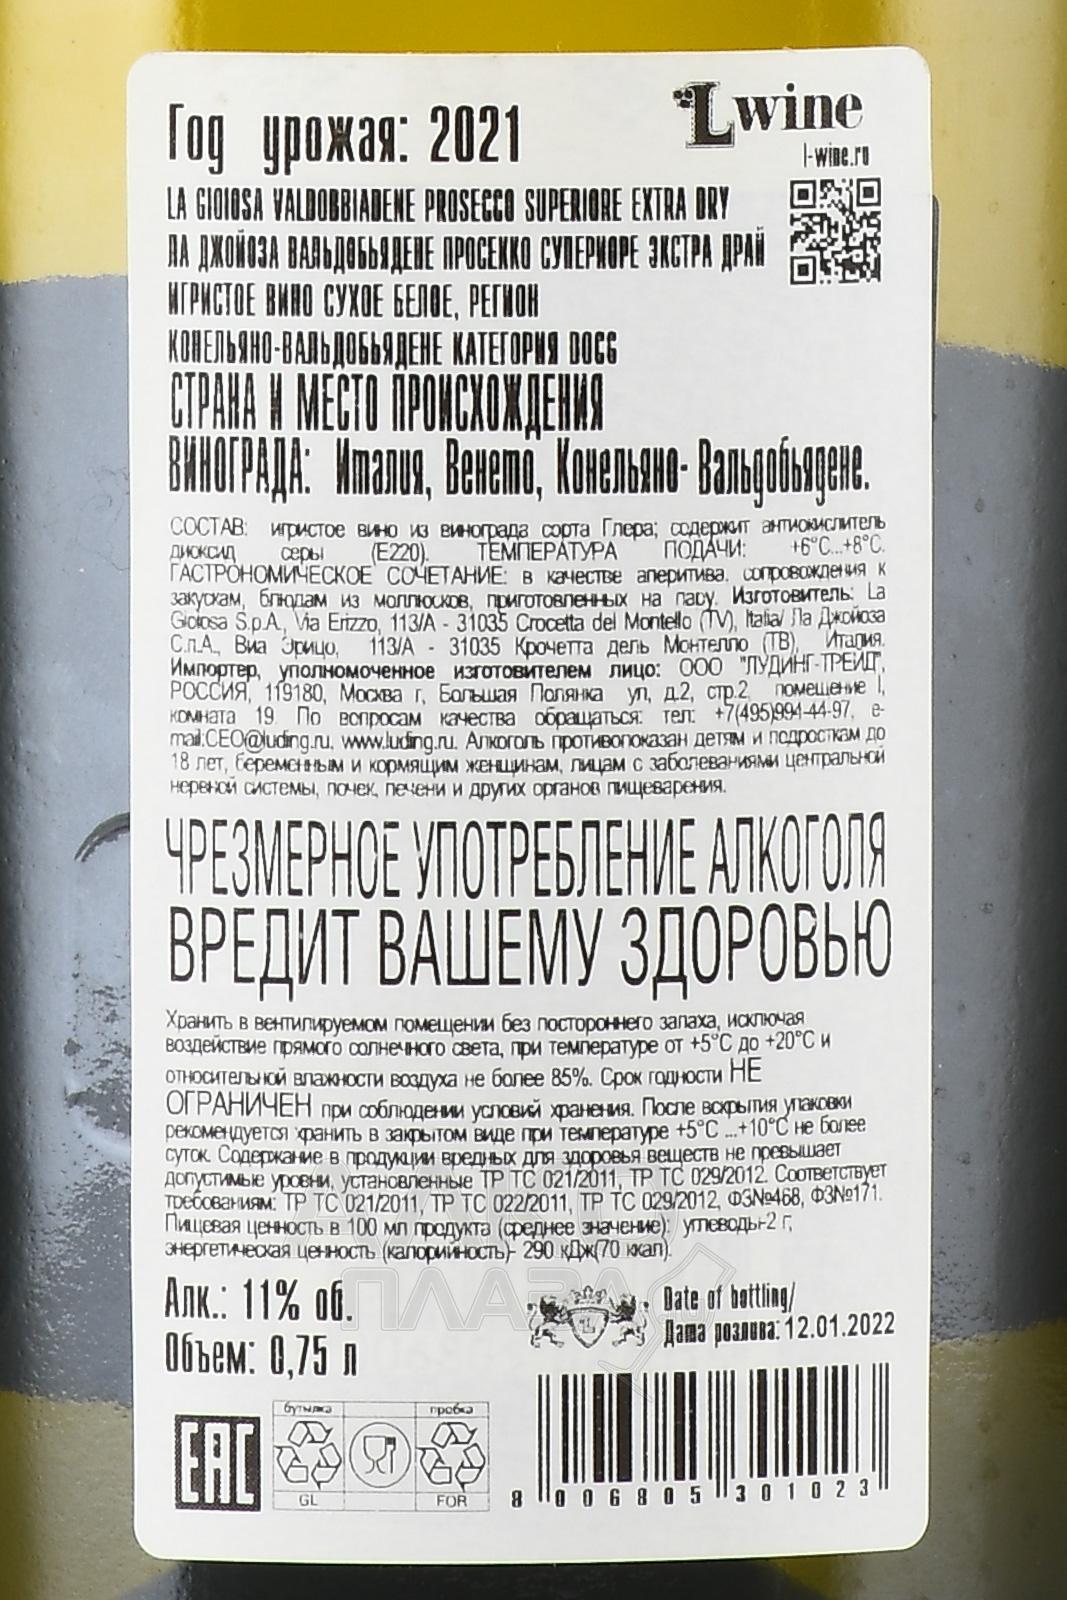 Год урожая: 2021
Lwine
l-wine.ru
LA GIOIOSA VALDOBBIADENE PROSECCO SUPERIORE EXTRA DRY
ЛА ДЖОЙОЗА ВАЛЬДОБЬЯДЕНЕ ПРОСЕККО СУПЕРИОРЕ ЭКСТРА ДРАЙ
ИГРИСТОЕ ВИНО СУХОЕ БЕЛОЕ, РЕГИОН
КОНЕЛЬЯНО-ВАЛЬДОБЬЯДЕНЕ КАТЕГОРИЯ DOCG
СТРАНА И МЕСТО ПРОИСХОЖДЕНИЯ
ВИНОГРАДА: Италия, Венето, Конельяно- Вальдобьядене.
СОСТАВ: игристое вино из винограда сорта Глера; содержит антиокислитель
диоксид серы (Е220). ТЕМПЕРАТУРА ПОДАЧИ: +6°С...+8°С.
ГАСТРОНОМИЧЕСКОЕ СОЧЕТАНИЕ: в качестве аперитива, сопровождения к
закускам, блюдам из моллюсков, приготовленных на пару. Изготовитель: La
Gioiosa S.p.A., Via Erizzo, 113/A - 31035 Crocetta del Montello (TV), Italia/ Ла Джойоза
С.п.А., Виа Эрицо, 113/А - 31035 Крочетта дель Монтелло (ТВ), Италия.
Импортер, уполномоченное изготовителем лицо: ООО "ЛУДИНГ-ТРЕЙД",
РОССИЯ, 119180, Москва г, Большая Полянка ул, д.2, стр.2, помещение I,
комната 19. По вопросам качества обращаться: тел: +7(495)994-44-97, e-
mail:CEO@luding.ru, www.luding.ru. Алкоголь противопоказан детям и подросткам до
18 лет, беременным и кормящим женщинам, лицам с заболеваниями центральной
нервной системы, почек, печени и других органов пищеварения.
ЧРЕЗМЕРНОЕ УПОТРЕБЛЕНИЕ АЛКОГОЛЯ
ВРЕДИТ ВАШЕМУ ЗДОРОВЬЮ
Хранить в вентилируемом помещении без постороннего запаха, исключая
воздействие прямого солнечного света, при температуре от +5°С до +20°С и
относительной влажности воздуха не более 85%. Срок годности НЕ
ОГРАНИЧЕН при соблюдении условий хранения. После вскрытия упаковки
рекомендуется хранить в закрытом виде при температуре +5°С ...+10°С не более
суток. Содержание в продукции вредных для здоровья веществ не превышает
допустимые уровни, установленные ТР ТС 021/2011, ТР ТС 029/2012. Соответствует
требованиям: ТР ТС 021/2011, ТР ТС 022/2011, ТР ТС 029/2012, ФЗ№468, ФЗ№171.
Пищевая ценность в 100 мл продукта (среднее значение): углеводы-2 г,
энергетическая ценность (калорийность)- 290 кДж(70 ккал).
ПЛАЗА
Алк.: 11% об.
Объем: 0,75 л
Date of bottling/
Дата розлива: 12.01.2022
EAC
бутылка пробка
GL FOR
8 006805 301023